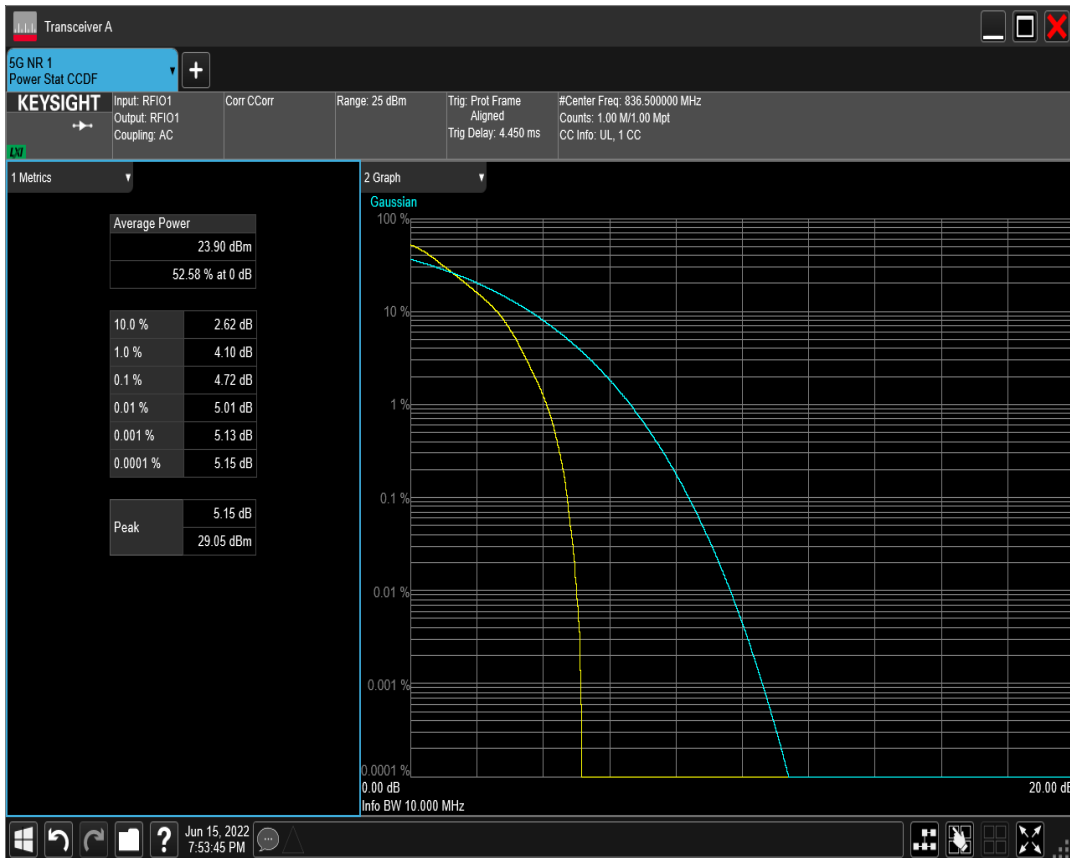 Transceiver A
5G NR 1
Power Stat CCDF
+
KEYSIGHT
LXI
Input: RFIO1
Output: RFIO1
Coupling: AC
Corr CCorr
Range: 25 dBm
Trig: Prot Frame
Aligned
Trig Delay: 4.450 ms
#Center Freq: 836.500000 MHz
Counts: 1.00 M/1.00 Mpt
CC Info: UL, 1 CC
1 Metrics
Average Power
23.90 dBm
52.58 % at 0 dB
10.0 % 2.62 dB
1.0 % 4.10 dB
0.1 % 4.72 dB
0.01 % 5.01 dB
0.001 % 5.13 dB
0.0001 % 5.15 dB
Peak
5.15 dB
29.05 dBm
2 Graph
Gaussian
100 %
10 %
1 %
0.1 %
0.01 %
0.001 %
0.0001 %
0.00 dB
20.00 dB
Info BW 10.000 MHz
?
Jun 15, 2022
7:53:45 PM